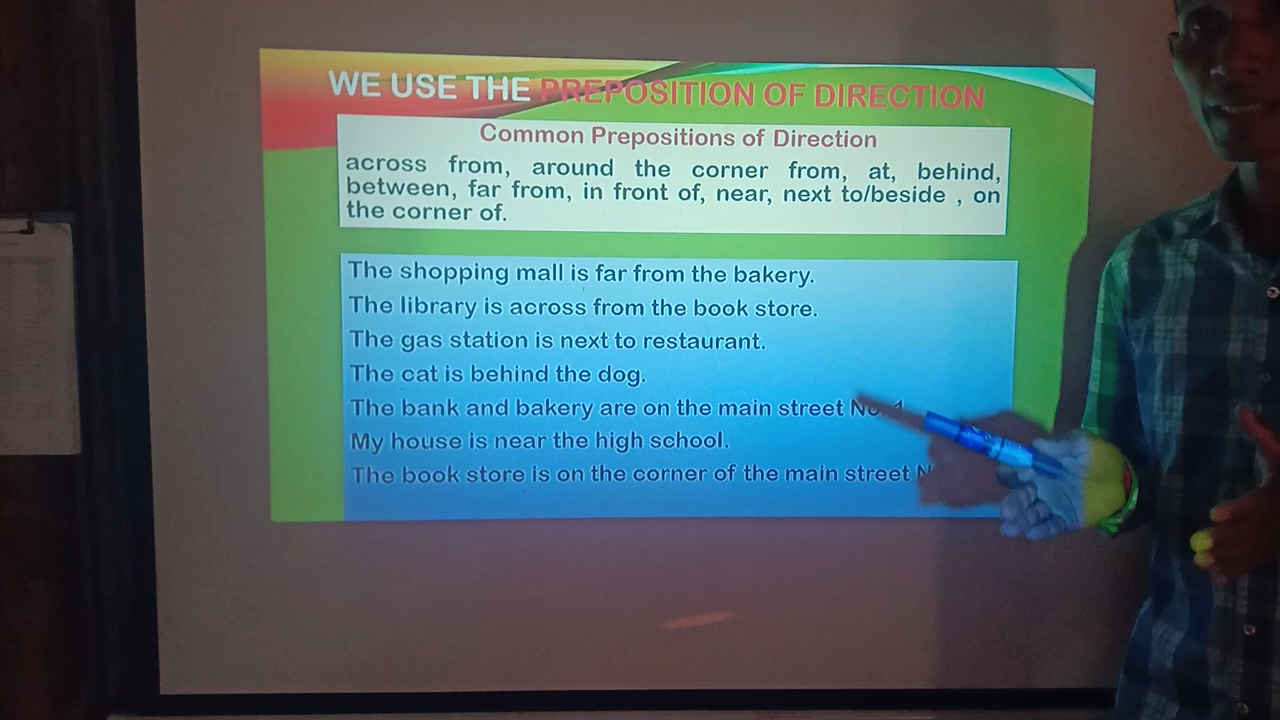 WE USE THE PREPOSITION OF DIRECTION
Common Prepositions of Direction
across from, around the corner from, at, behind,
between, far from, in front of, near, next to/beside , on
the corner of.
The shopping mall is far from the bakery.
The library is across from the book store.
The gas station is next to restaurant.
The cat is behind the dog.
The bank and bakery are on the main street No. 1
My house is near the high school.
The book store is on the corner of the main street